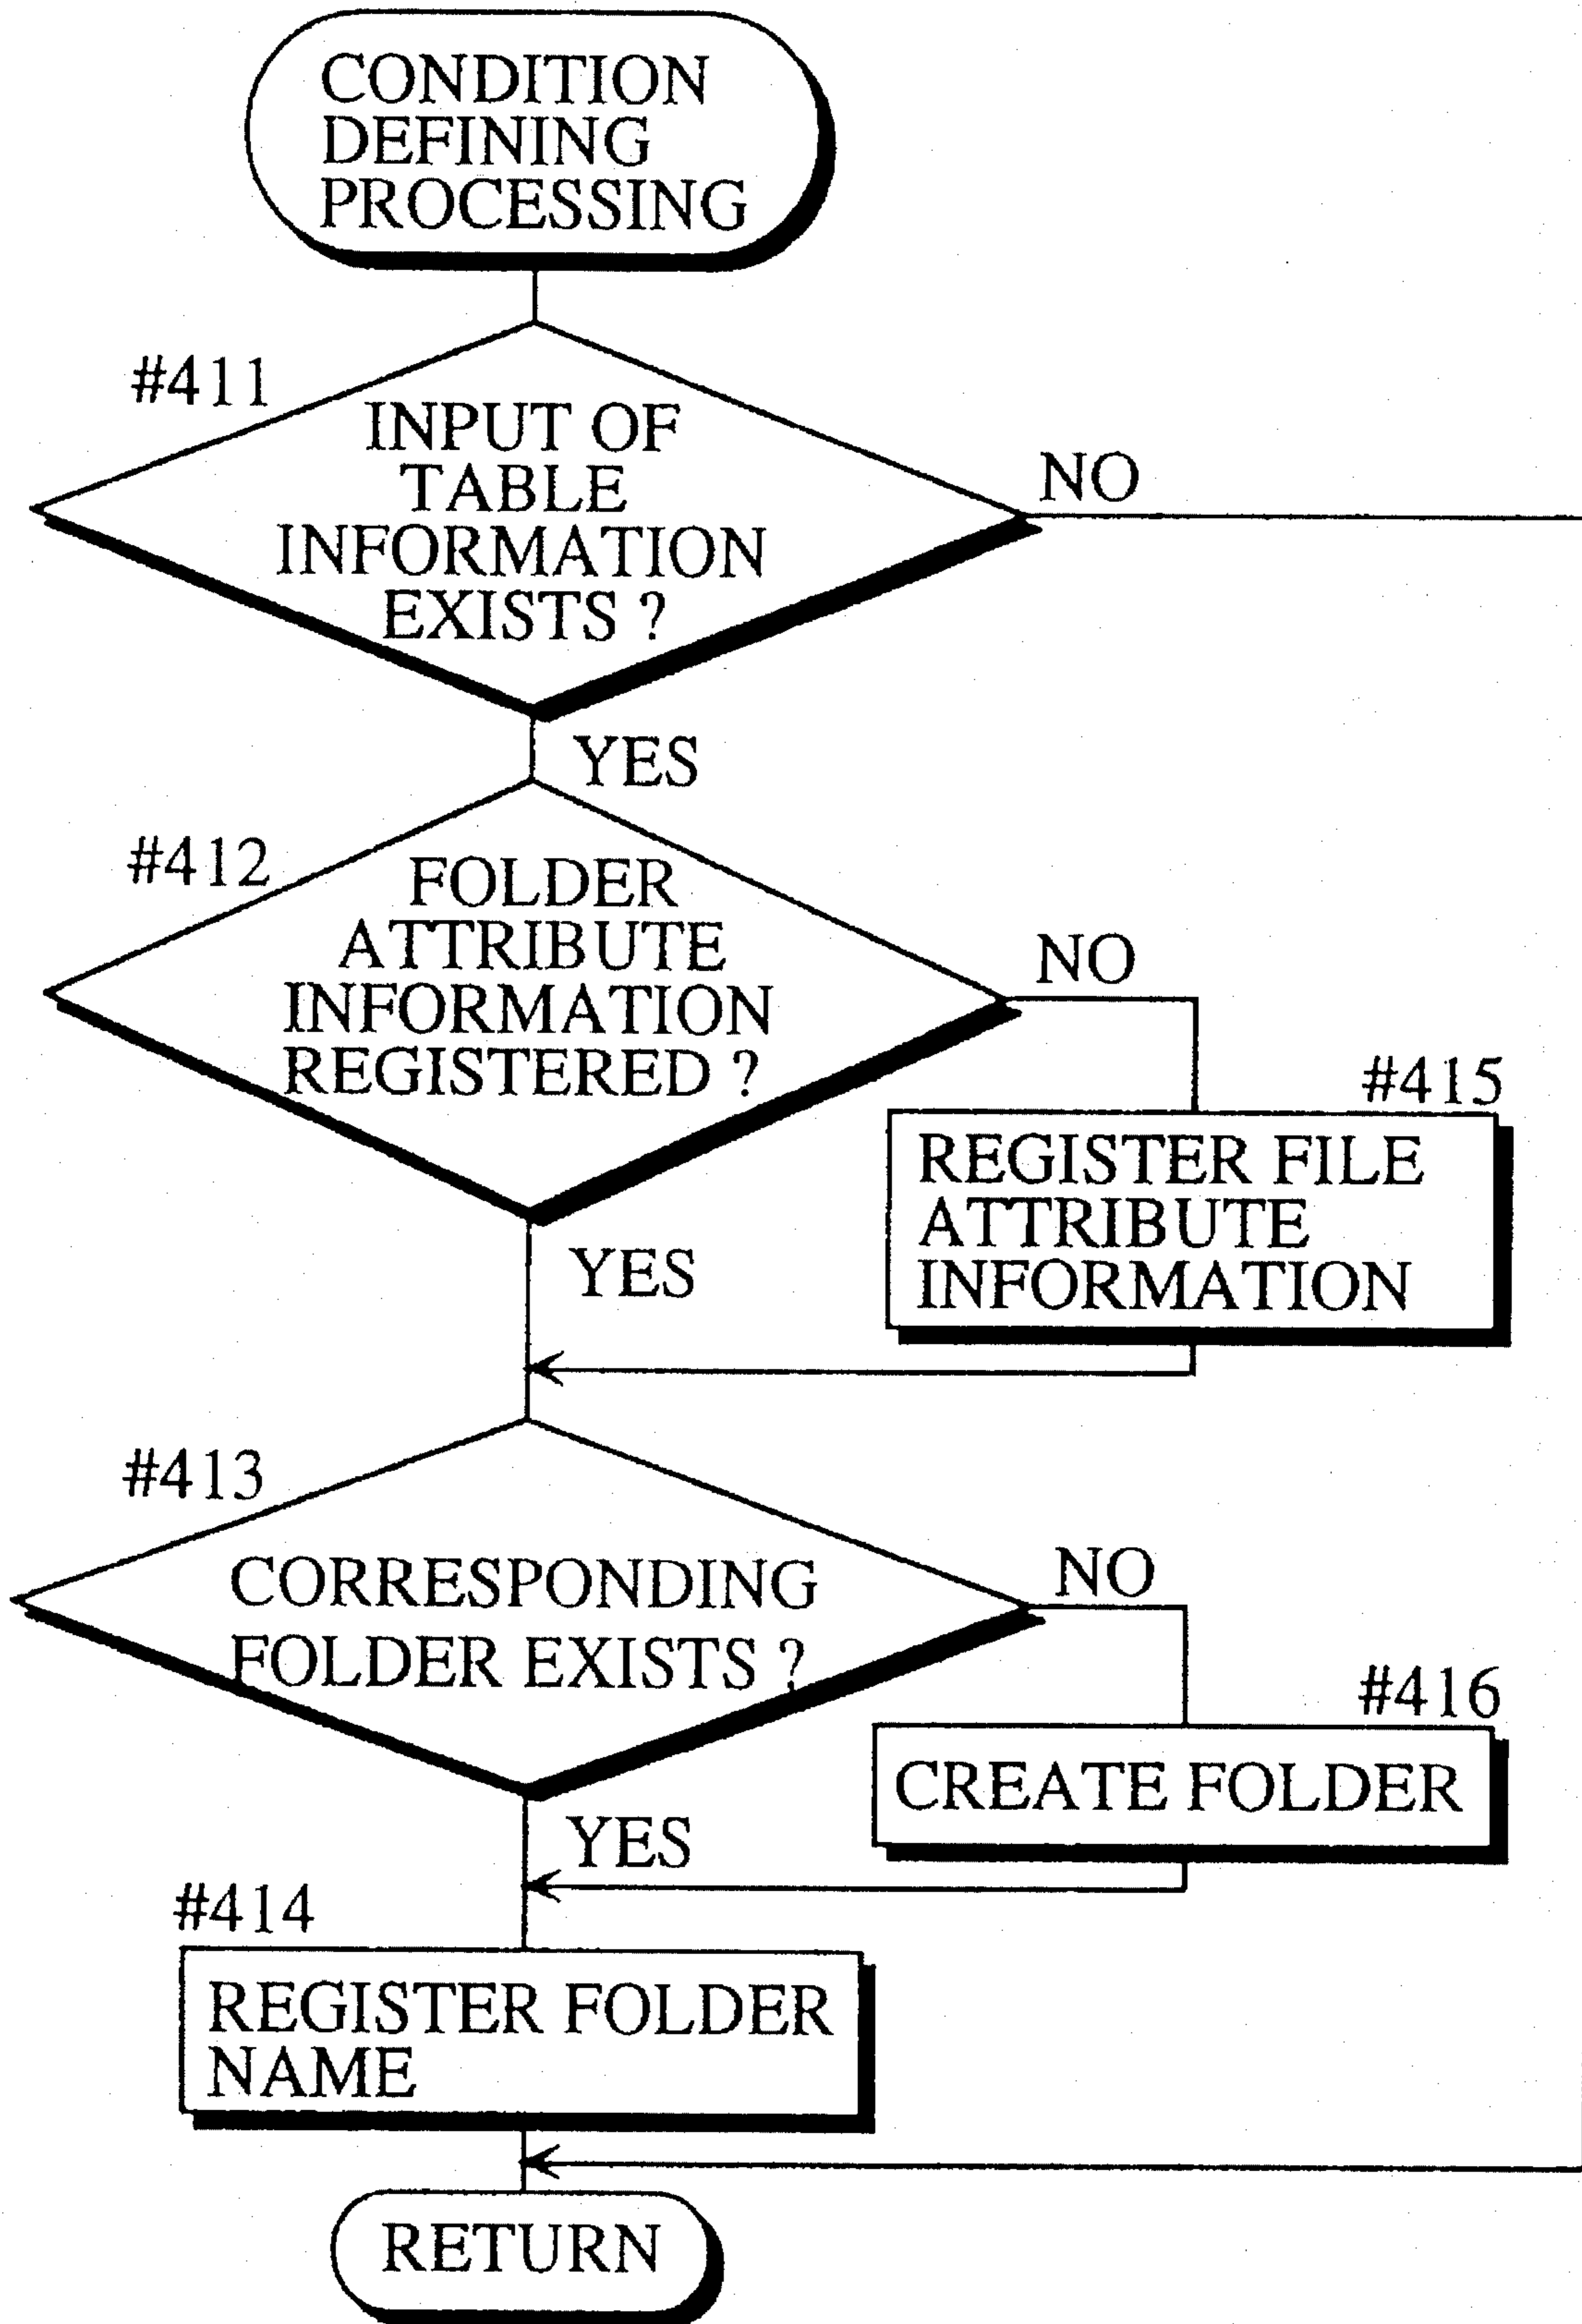 CONDITION
DEFINING
PROCESSING
#411
INPUT OF
TABLE
INFORMATION
EXISTS ?
NO
YES
#412
FOLDER
ATTRIBUTE
INFORMATION
REGISTERED ?
NO
#415
REGISTER FILE
ATTRIBUTE
INFORMATION
YES
#413
CORRESPONDING
FOLDER EXISTS ?
NO
#416
CREATE FOLDER
YES
#414
REGISTER FOLDER
NAME
RETURN